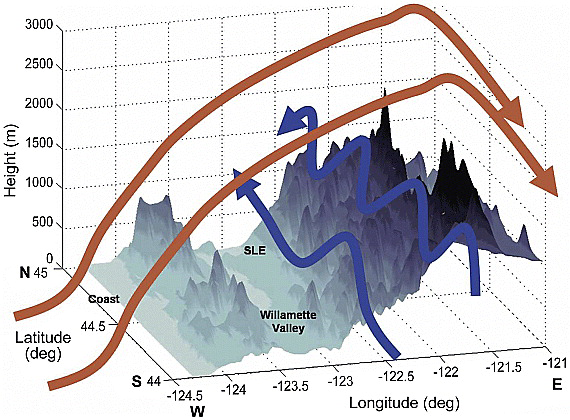 3000
2500
2000
1500
1000
500
0
Height (m)
N 45
44.5
S 44
Latitude
(deg)
Coast
SLE
Willamette
Valley
-124.5
-124
-123.5
-123
-122.5
-122
-121.5
-121
W
E
Longitude (deg)